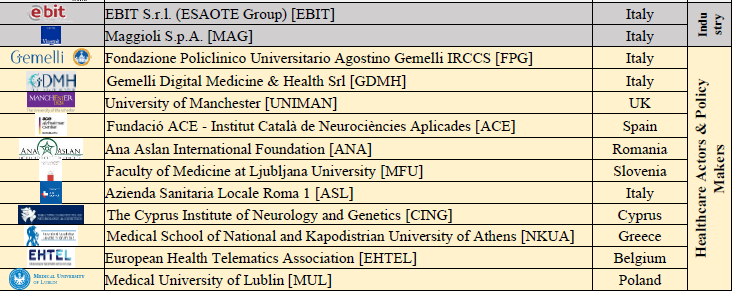 ebit EBIT S.r.l. (ESAOTE Group) [EBIT] Italy
Maggioli S.p.A. [MAG] Italy
Indu
stry
Gemelli Fondazione Policlinico Universitario Agostino Gemelli IRCCS [FPG] Italy
GDMH Gemelli Digital Medicine & Health Srl [GDMH] Italy
MANCHESTER University of Manchester [UNIMAN] UK
ace Fundació ACE - Institut Català de Neurociències Aplicades [ACE] Spain
ANA ASLAN Ana Aslan International Foundation [ANA] Romania
Faculty of Medicine at Ljubljana University [MFU] Slovenia
Azienda Sanitaria Locale Roma 1 [ASL] Italy
The Cyprus Institute of Neurology and Genetics [CING] Cyprus
Medical School of National and Kapodistrian University of Athens [NKUA] Greece
EHTEL European Health Telematics Association [EHTEL] Belgium
MEDICAL UNIVERSITY
OF LUBLIN Medical University of Lublin [MUL] Poland
Healthcare Actors & Policy
Makers